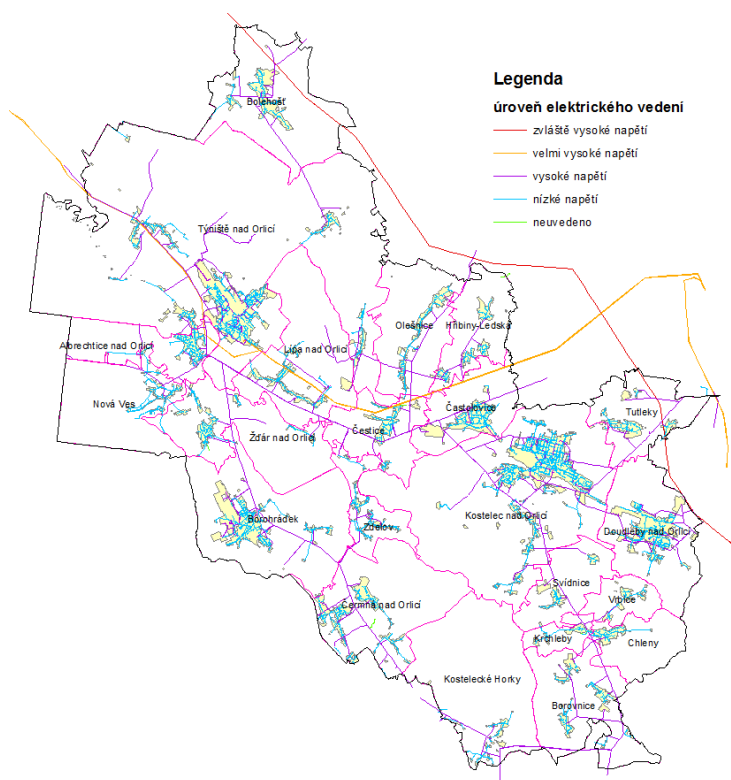 Legenda
úroveň elektrického vedení
zvláště vysoké napětí
velmi vysoké napětí
vysoké napětí
nízké napětí
neuvedeno
Bolehošť
Týniště nad Orlicí
Olešnice
Hřibiny-Ledská
Albrechtice nad Orlicí
Lípa nad Orlicí
Nová Ves
Častolovice
Tutleky
Čestice
Žďár nad Orlicí
Kostelec nad Orlicí
Borohrádek
Zdelov
Doudleby nad Orlicí
Svídnice
Vrbice
Čermná nad Orlicí
Krchleby
Chleny
Kostelecké Horky
Borovnice